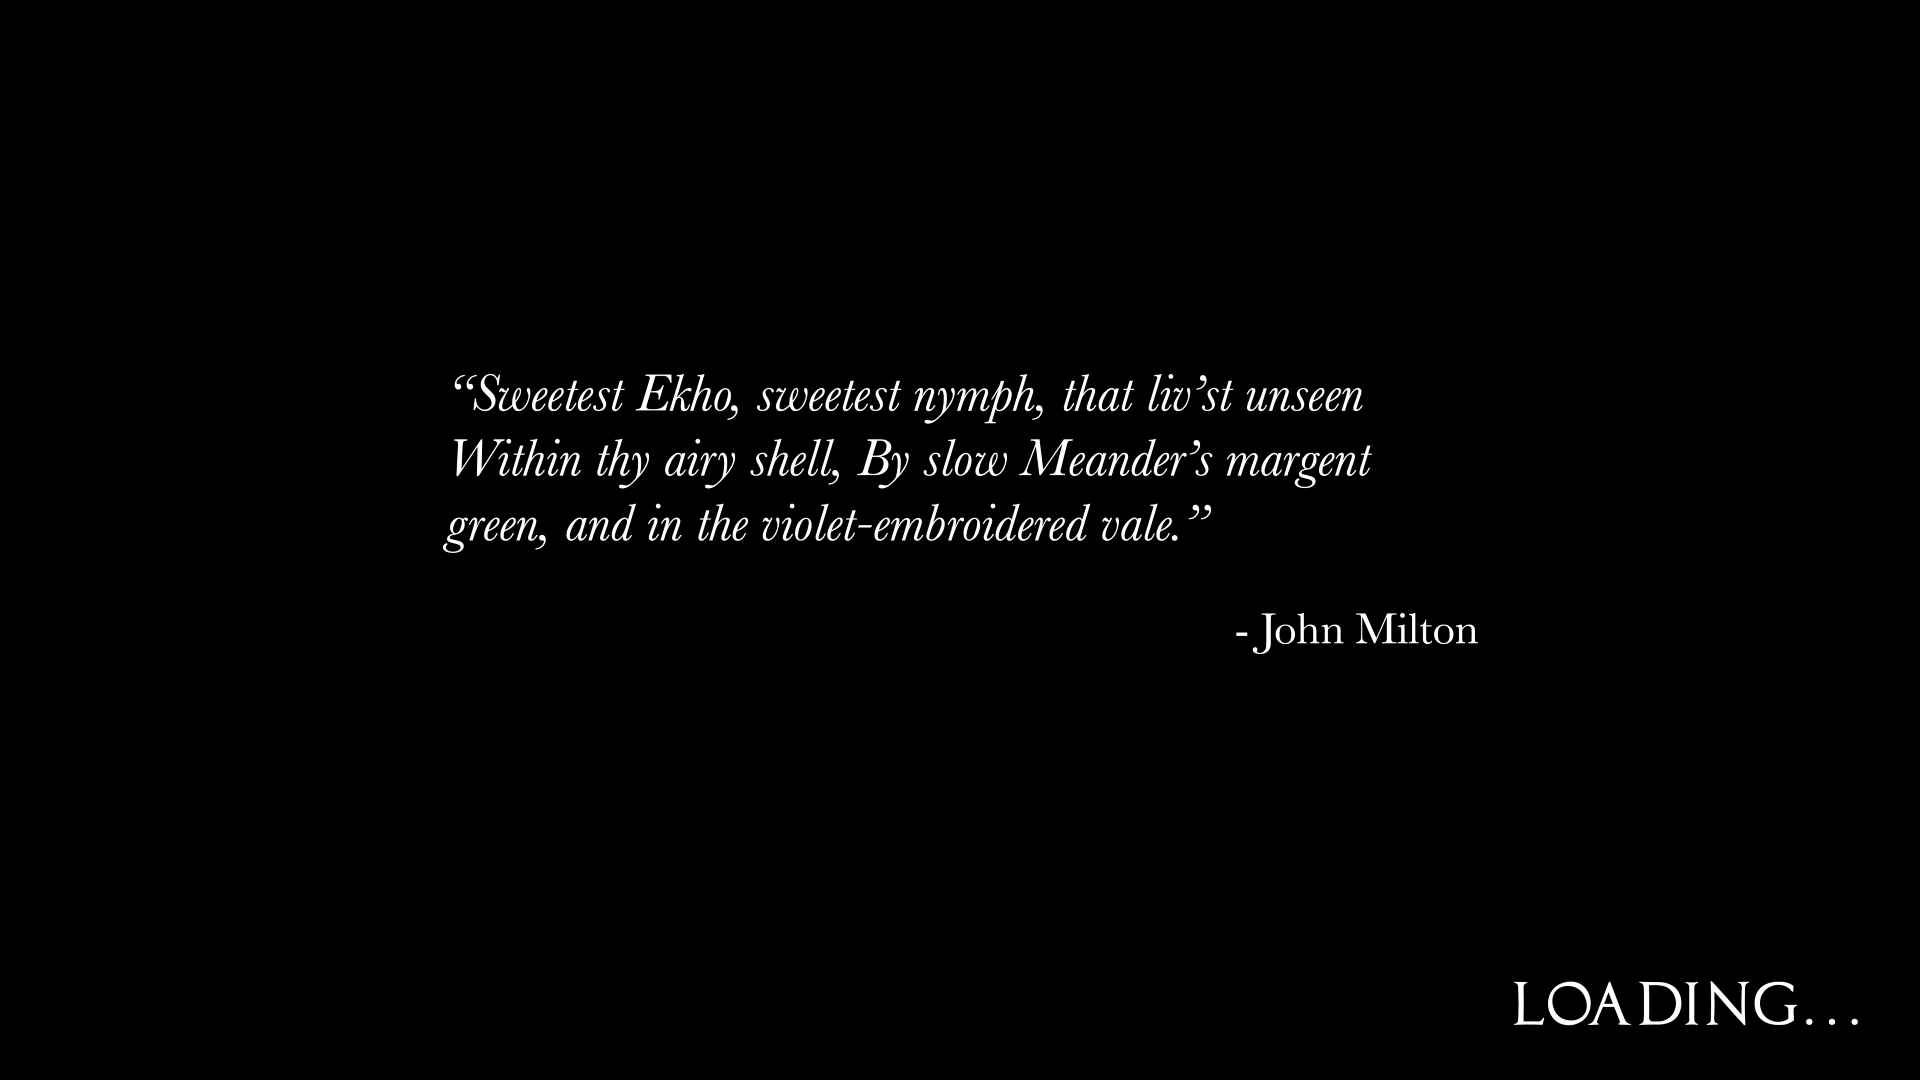 “Sweetest Ekho, sweetest nymph, that liv’st unseen
Within thy airy shell, By slow Meander’s margent
green, and in the violet-embroidered vale.”
- John Milton
LOADING...